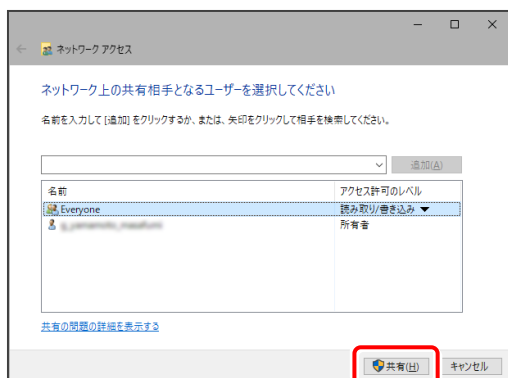 ネットワーク アクセス
ネットワーク上の共有相手となるユーザーを選択してください
名前を入力して [追加] をクリックするか、または、矢印をクリックして相手を検索してください。
追加(A)
名前 アクセス許可のレベル
Everyone 読み取り/書き込み ▼
所有者
共有の問題の詳細を表示する
共有(H) キャンセル